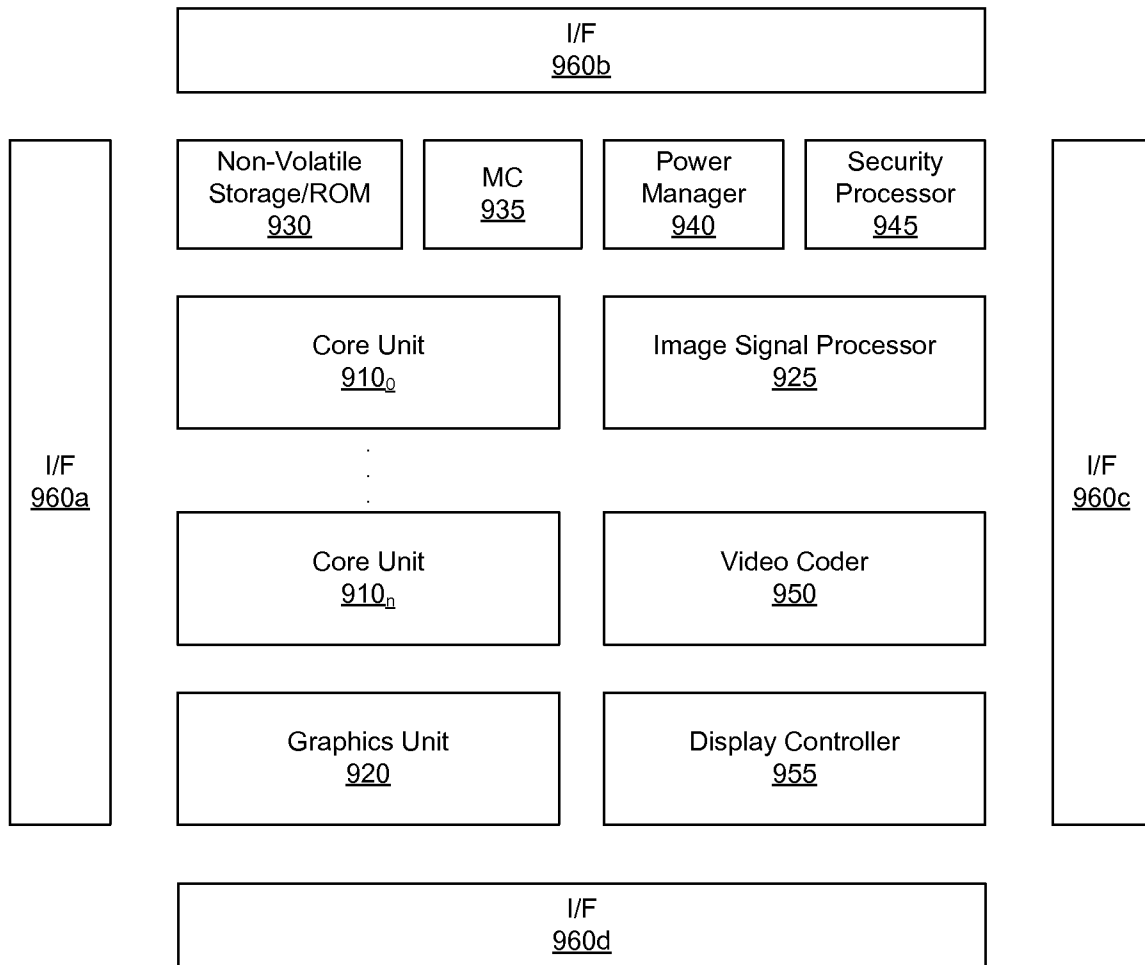 I/F
960b
Non-Volatile
Storage/ROM
930
MC
935
Power
Manager
940
Security
Processor
945
I/F
960a
Core Unit
910₀
Image Signal Processor
925
I/F
960c
Core Unit
910ₙ
Video Coder
950
Graphics Unit
920
Display Controller
955
I/F
960d